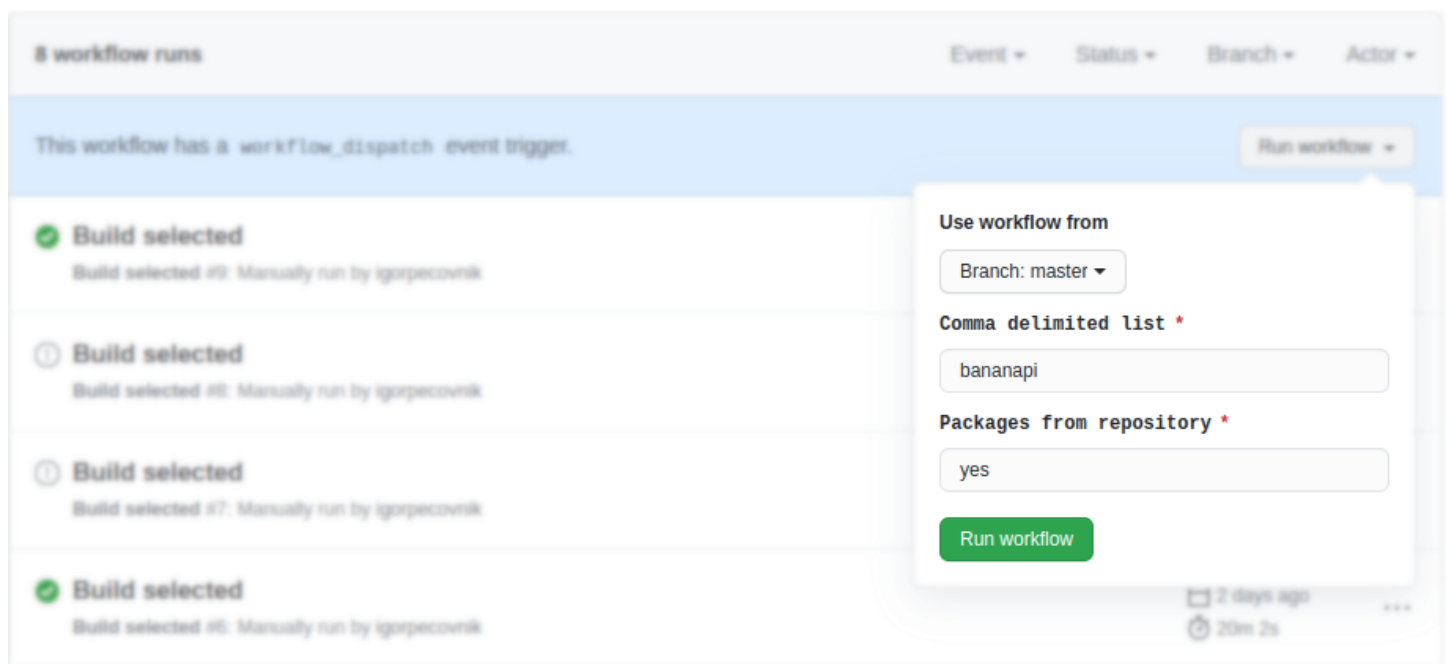 8 workflow runs
Event Status Branch Actor
This workflow has a workflow_dispatch event trigger.
Run workflow
Build selected
Build selected #9: Manually run by igorpecovnik
Build selected
Build selected #8: Manually run by igorpecovnik
Build selected
Build selected #7: Manually run by igorpecovnik
Build selected
Build selected #6: Manually run by igorpecovnik
2 days ago
20m 2s
Use workflow from
Branch: master
Comma delimited list *
bananapi
Packages from repository *
yes
Run workflow